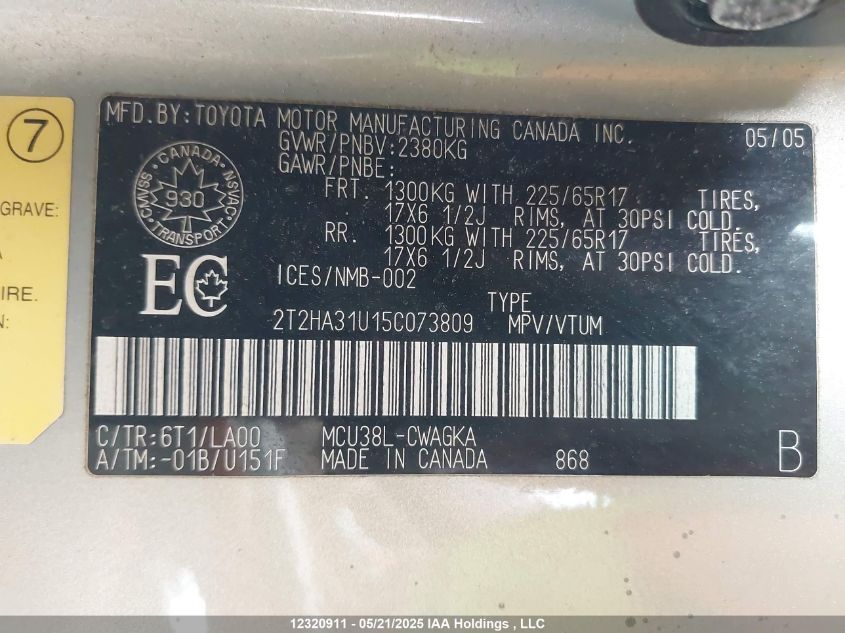 7
GRAVE:
A
IRE.
N:
MFD.BY:TOYOTA MOTOR MANUFACTURING CANADA INC. 05/05
GVWR/PNBV:2380KG
GAWR/PNBE:
FRT. 1300KG WITH 225/65R17 TIRES,
17X6 1/2J RIMS, AT 30PSI COLD.
RR. 1300KG WITH 225/65R17 TIRES,
17X6 1/2J RIMS, AT 30PSI COLD.
CANADA
CMVSS 930 NSVAC
TRANSPORT
EC
ICES/NMB-002
TYPE
2T2HA31U15C073809 MPV/VTUM
C/TR:6T1/LA00 MCU38L-CWAGKA
A/TM:-01B/U151F MADE IN CANADA 868 B
12320911 - 05/21/2025 IAA Holdings , LLC